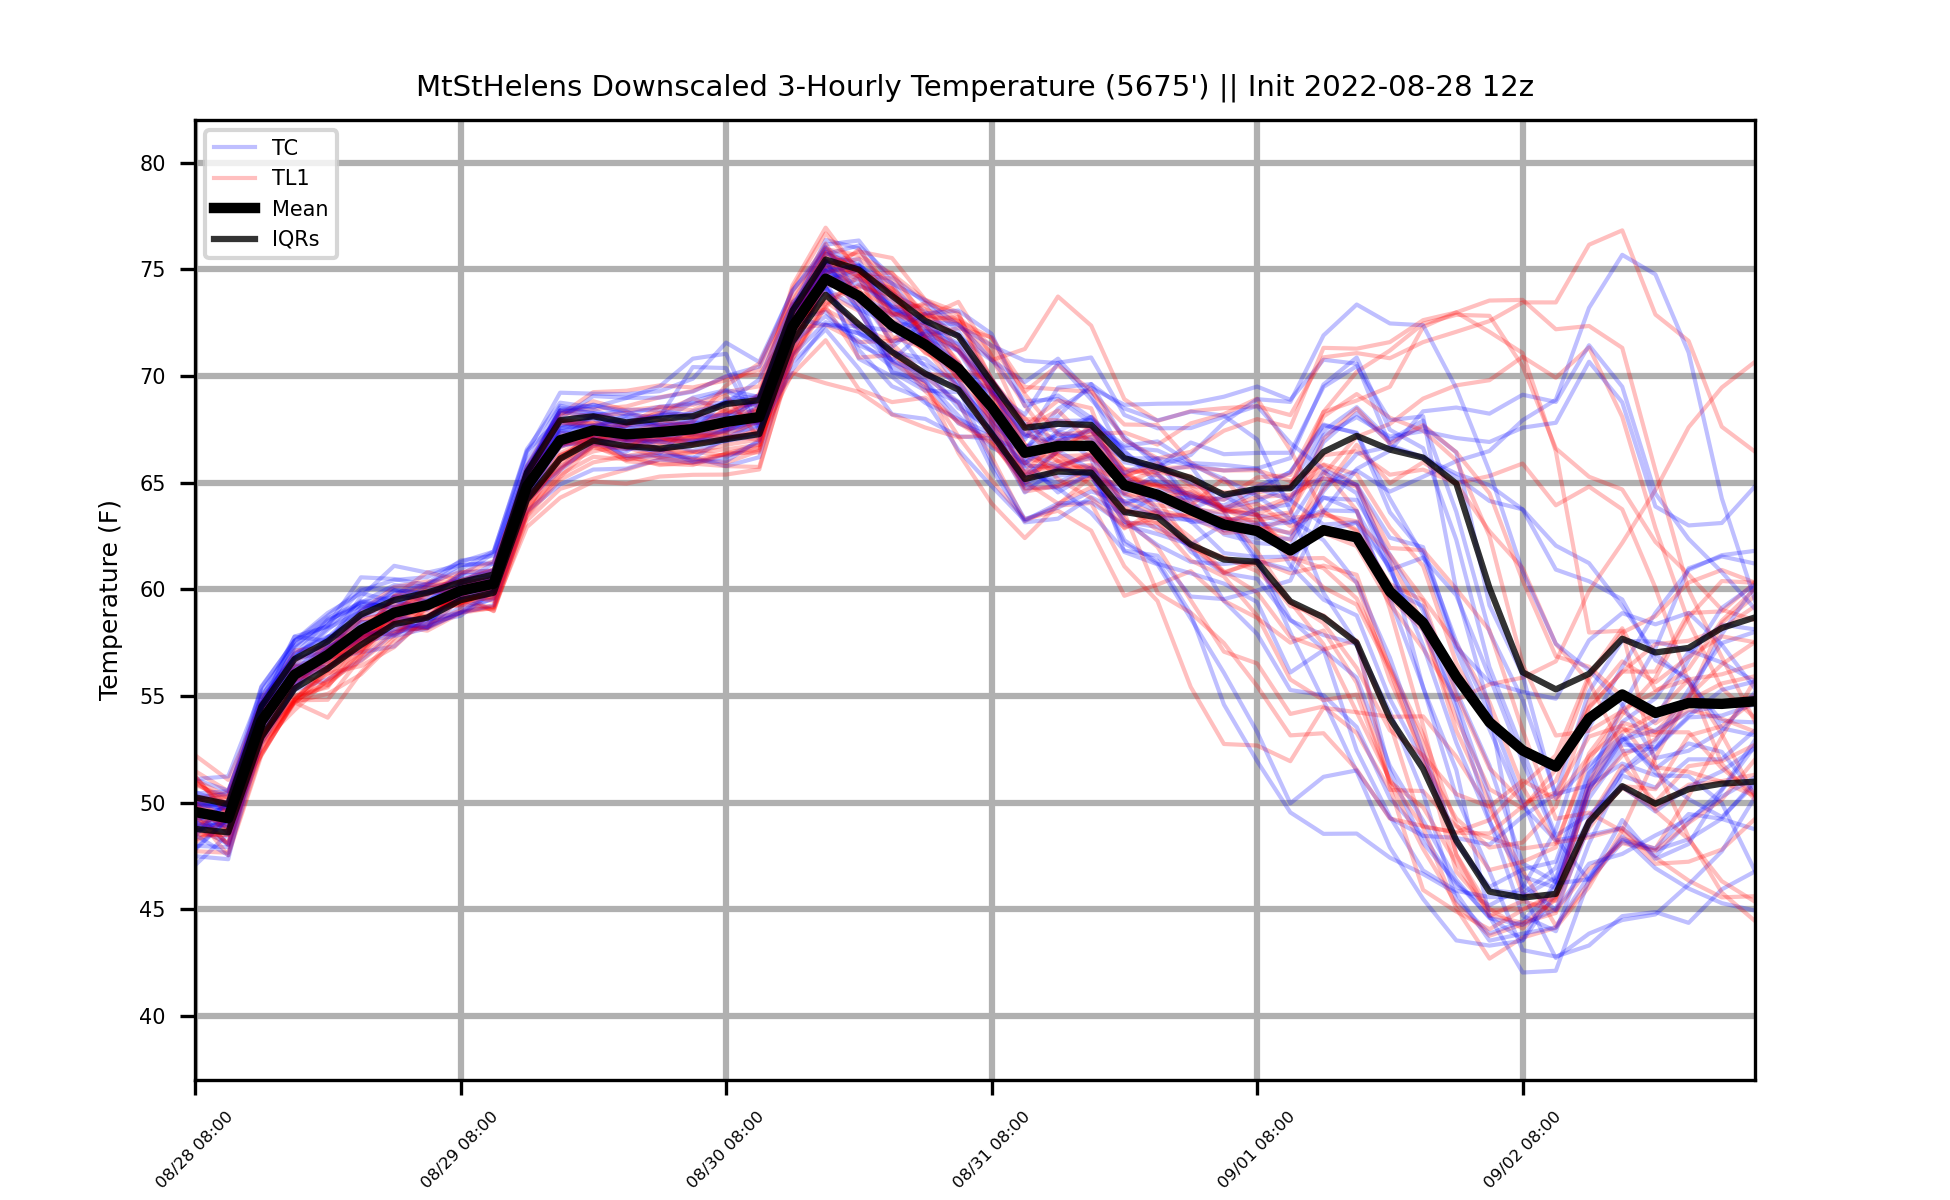 MtStHelens Downscaled 3-Hourly Temperature (5675') || Init 2022-08-28 12z
TC
TL1
Mean
IQRs
Temperature (F)
80
75
70
65
60
55
50
45
40
08/28 08:00
08/29 08:00
08/30 08:00
08/31 08:00
09/01 08:00
09/02 08:00